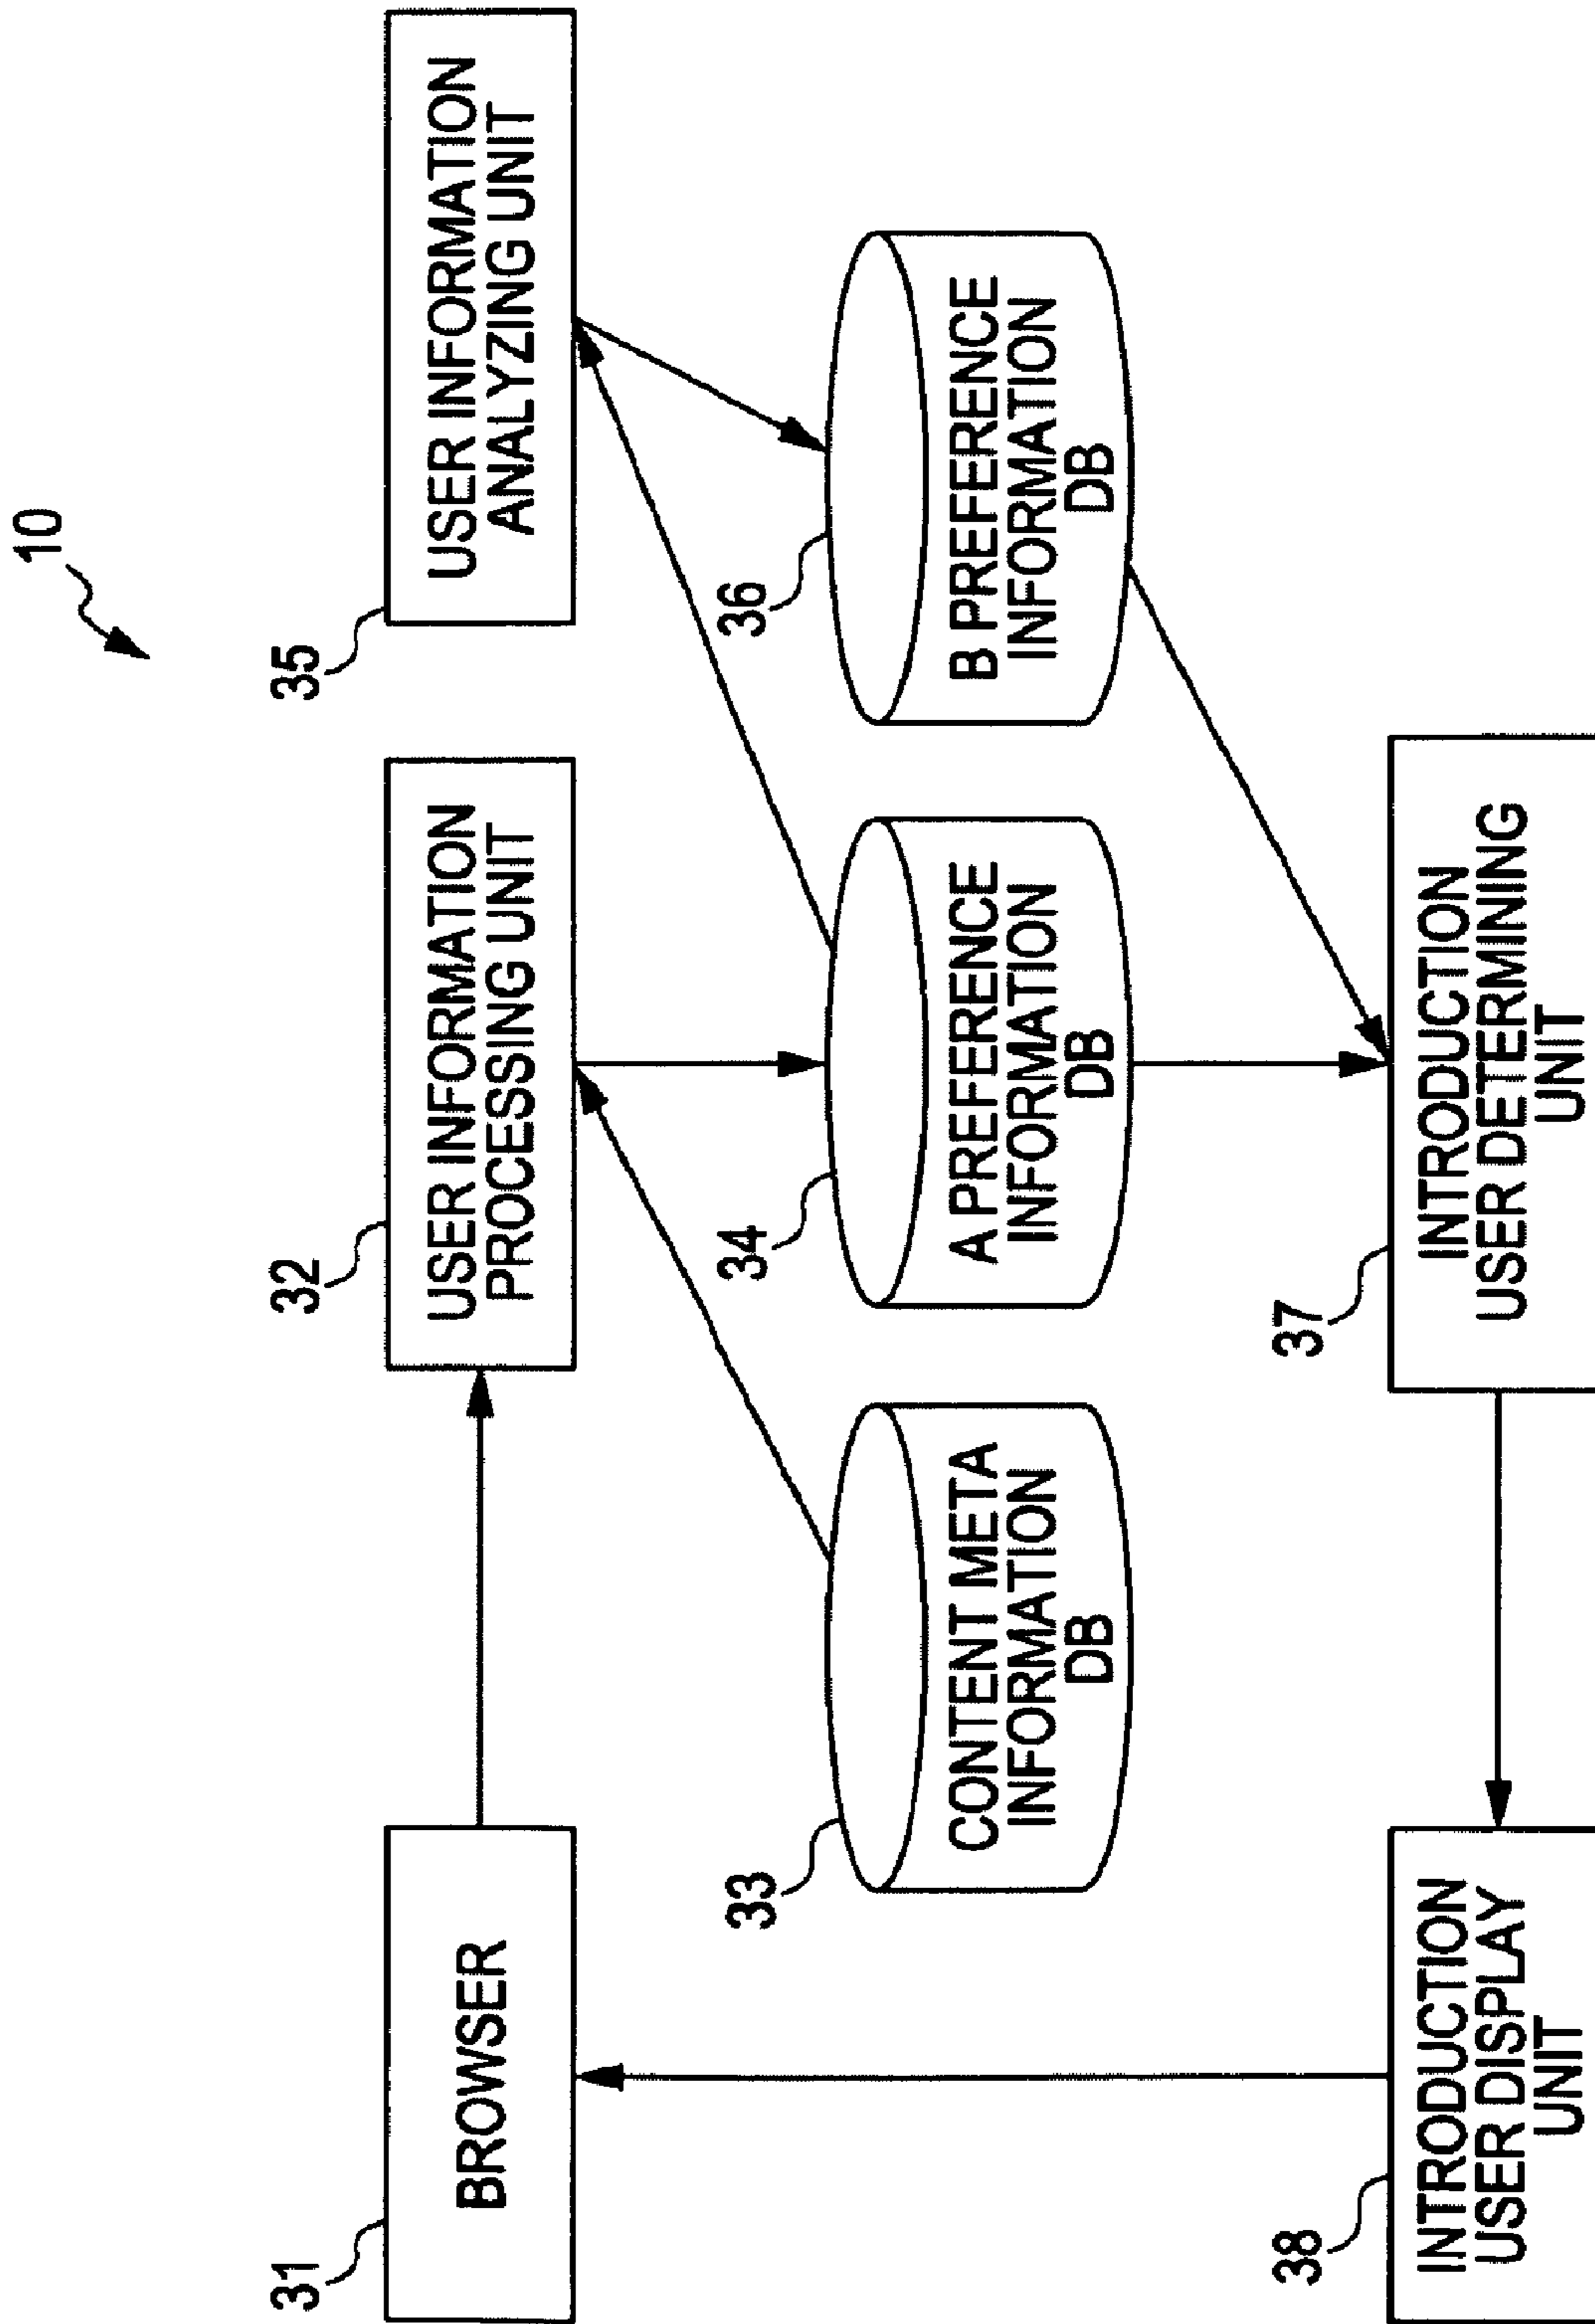 10
31
BROWSER
32
USER INFORMATION
PROCESSING UNIT
35
USER INFORMATION
ANALYZING UNIT
33
CONTENT META
INFORMATION
DB
34
A PREFERENCE
INFORMATION
DB
36
B PREFERENCE
INFORMATION
DB
38
INTRODUCTION
USER DISPLAY
UNIT
37
INTRODUCTION
USER DETERMINING
UNIT